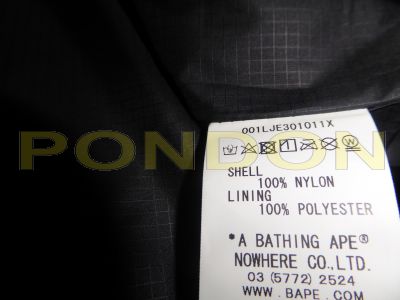 001LJE301011X
SHELL
100% NYLON
LINING
100% POLYESTER
*A BATHING APE®
NOWHERE CO.,LTD.
03 (5772) 2524
WWW.BAPE.COM
PONDON